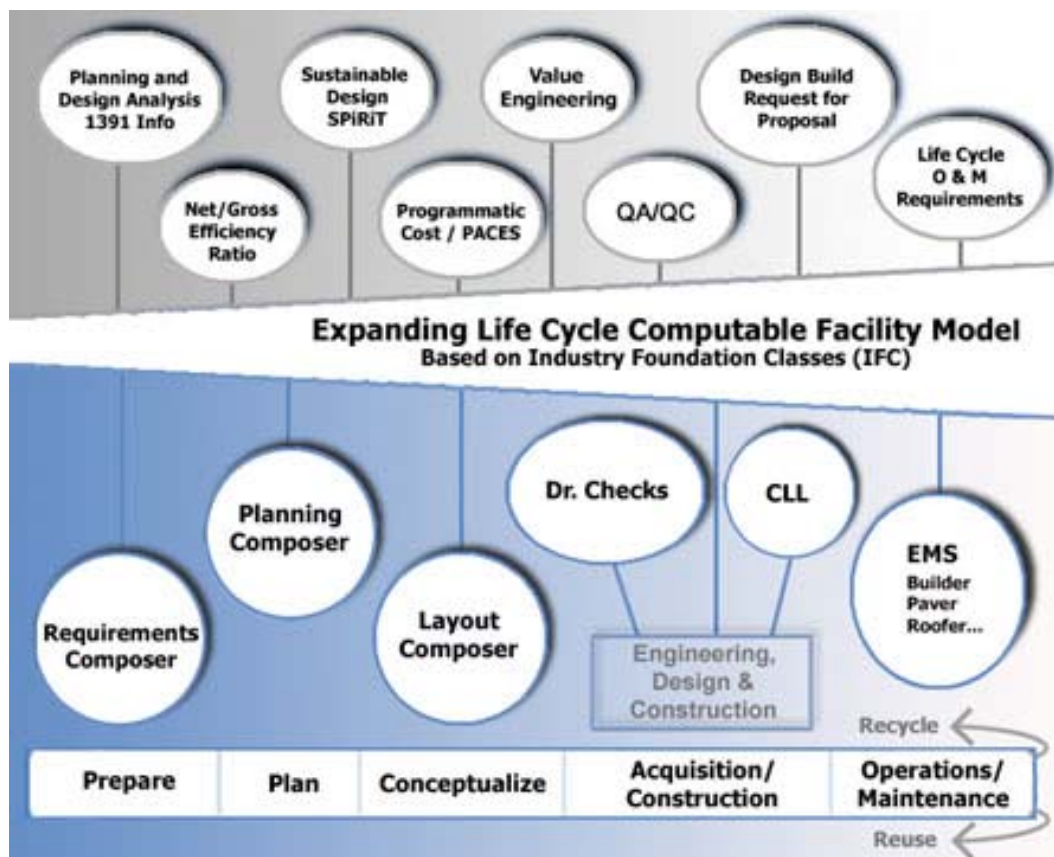 Planning and
Design Analysis
1391 Info
Sustainable
Design
SPiRiT
Value
Engineering
Design Build
Request for
Proposal
Life Cycle
O & M
Requirements
Net/Gross
Efficiency
Ratio
Programmatic
Cost / PACES
QA/QC
Expanding Life Cycle Computable Facility Model
Based on Industry Foundation Classes (IFC)
Requirements
Composer
Planning
Composer
Layout
Composer
Dr. Checks
CLL
EMS
Builder
Paver
Roofer...
Engineering,
Design &
Construction
Recycle
Prepare
Plan
Conceptualize
Acquisition/
Construction
Operations/
Maintenance
Reuse